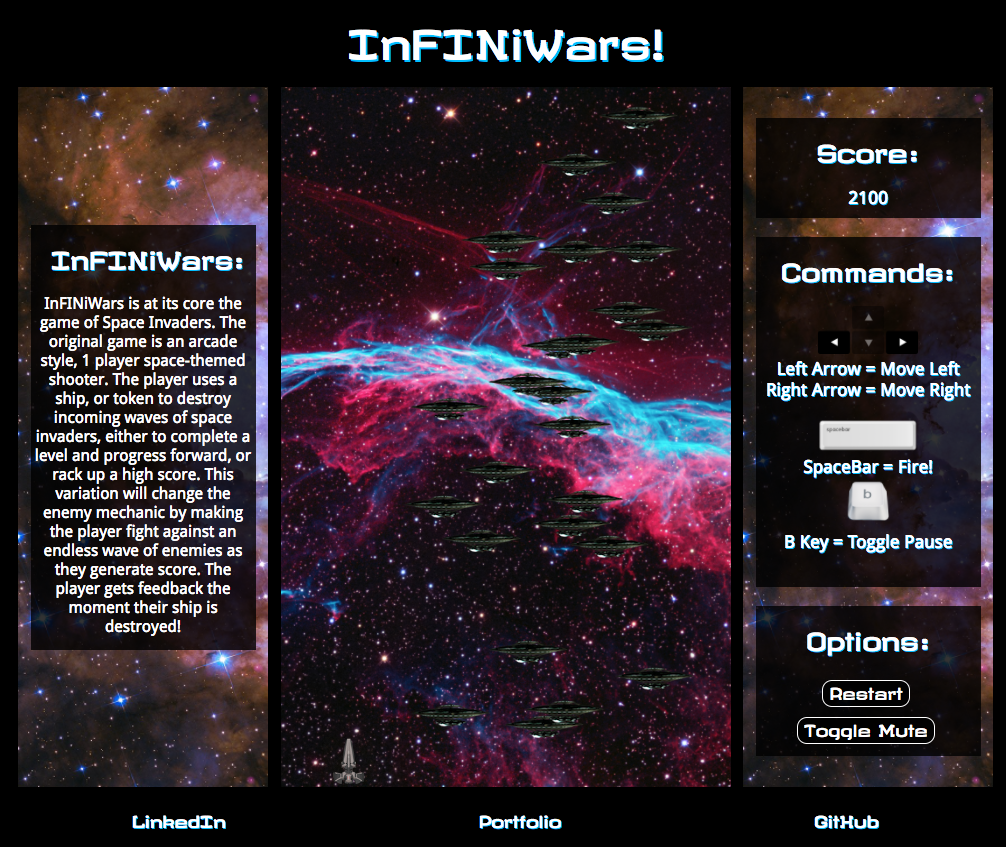 InFINiWars!
InFINiWars:
InFINiWars is at its core the
game of Space Invaders. The
original game is an arcade
style, 1 player space-themed
shooter. The player uses a
ship, or token to destroy
incoming waves of space
invaders, either to complete a
level and progress forward, or
rack up a high score. This
variation will change the
enemy mechanic by making
the player fight against an
endless wave of enemies as
they generate score. The
player gets feedback the
moment their ship is
destroyed!
Score:
2100
Commands:
Left Arrow = Move Left
Right Arrow = Move Right
spacebar
SpaceBar = Fire!
b
B Key = Toggle Pause
Options:
Restart
Toggle Mute
LinkedIn
Portfolio
GitHub